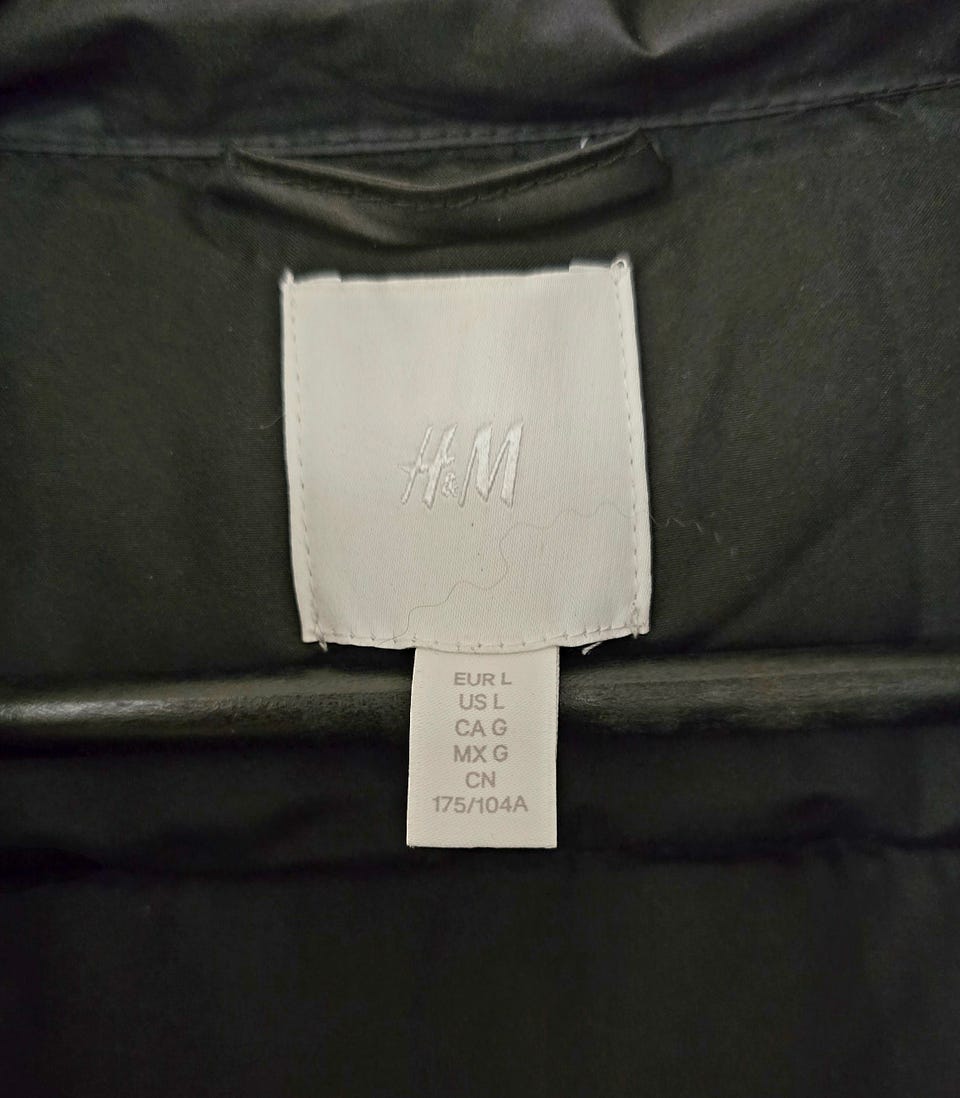 H&M
EUR L
US L
CA G
MX G
CN
175/104A